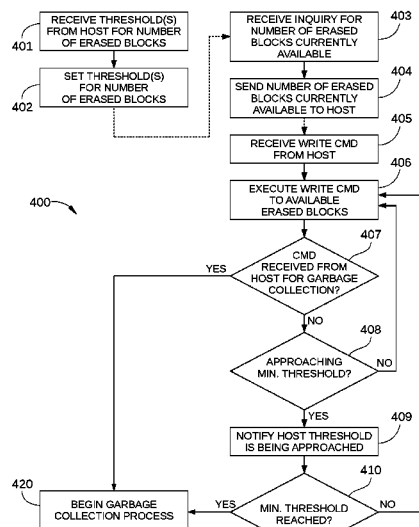 401
RECEIVE THRESHOLD(S)
FROM HOST FOR NUMBER
OF ERASED BLOCKS
402
SET THRESHOLD(S)
FOR NUMBER
OF ERASED BLOCKS
403
RECEIVE INQUIRY FOR
NUMBER OF ERASED
BLOCKS CURRENTLY
AVAILABLE
404
SEND NUMBER OF ERASED
BLOCKS CURRENTLY
AVAILABLE TO HOST
405
RECEIVE WRITE CMD
FROM HOST
406
EXECUTE WRITE CMD
TO AVAILABLE
ERASED BLOCKS
400
407
CMD
RECEIVED FROM
HOST FOR GARBAGE
COLLECTION?
YES
NO
408
APPROACHING
MIN. THRESHOLD?
NO
YES
409
NOTIFY HOST THRESHOLD
IS BEING APPROACHED
410
MIN. THRESHOLD
REACHED?
YES
NO
420
BEGIN GARBAGE
COLLECTION PROCESS